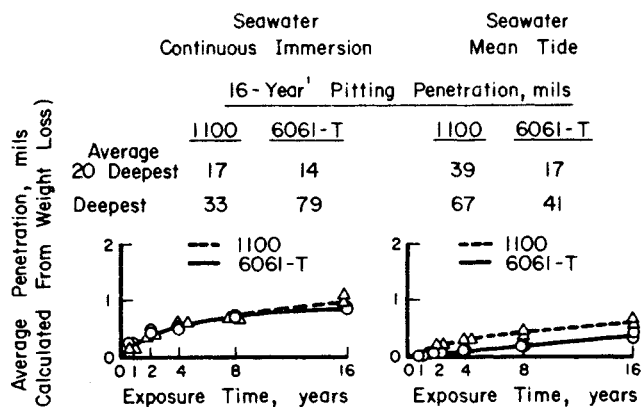 Seawater Seawater
Continuous Immersion Mean Tide
16-Year' Pitting Penetration, mils
1100 6061-T 1100 6061-T
Average
20 Deepest 17 14 39 17
Deepest 33 79 67 41
Average Penetration, mils
Calculated From Weight Loss)
2 2
1100 1100
6061-T 6061-T
1 1
0 0
0 1 2 4 8 16 0 1 2 4 8 16
Exposure Time, years Exposure Time, years